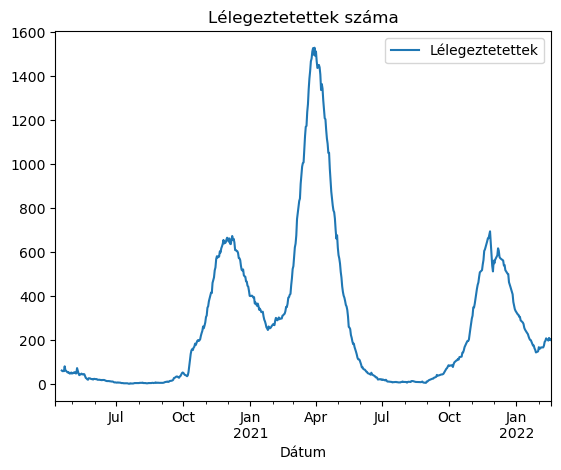 Lélegeztetettek száma
Lélegeztetettek
1600
1400
1200
1000
800
600
400
200
0
Jul
Oct
Jan
2021
Apr
Jul
Oct
Jan
2022
Dátum